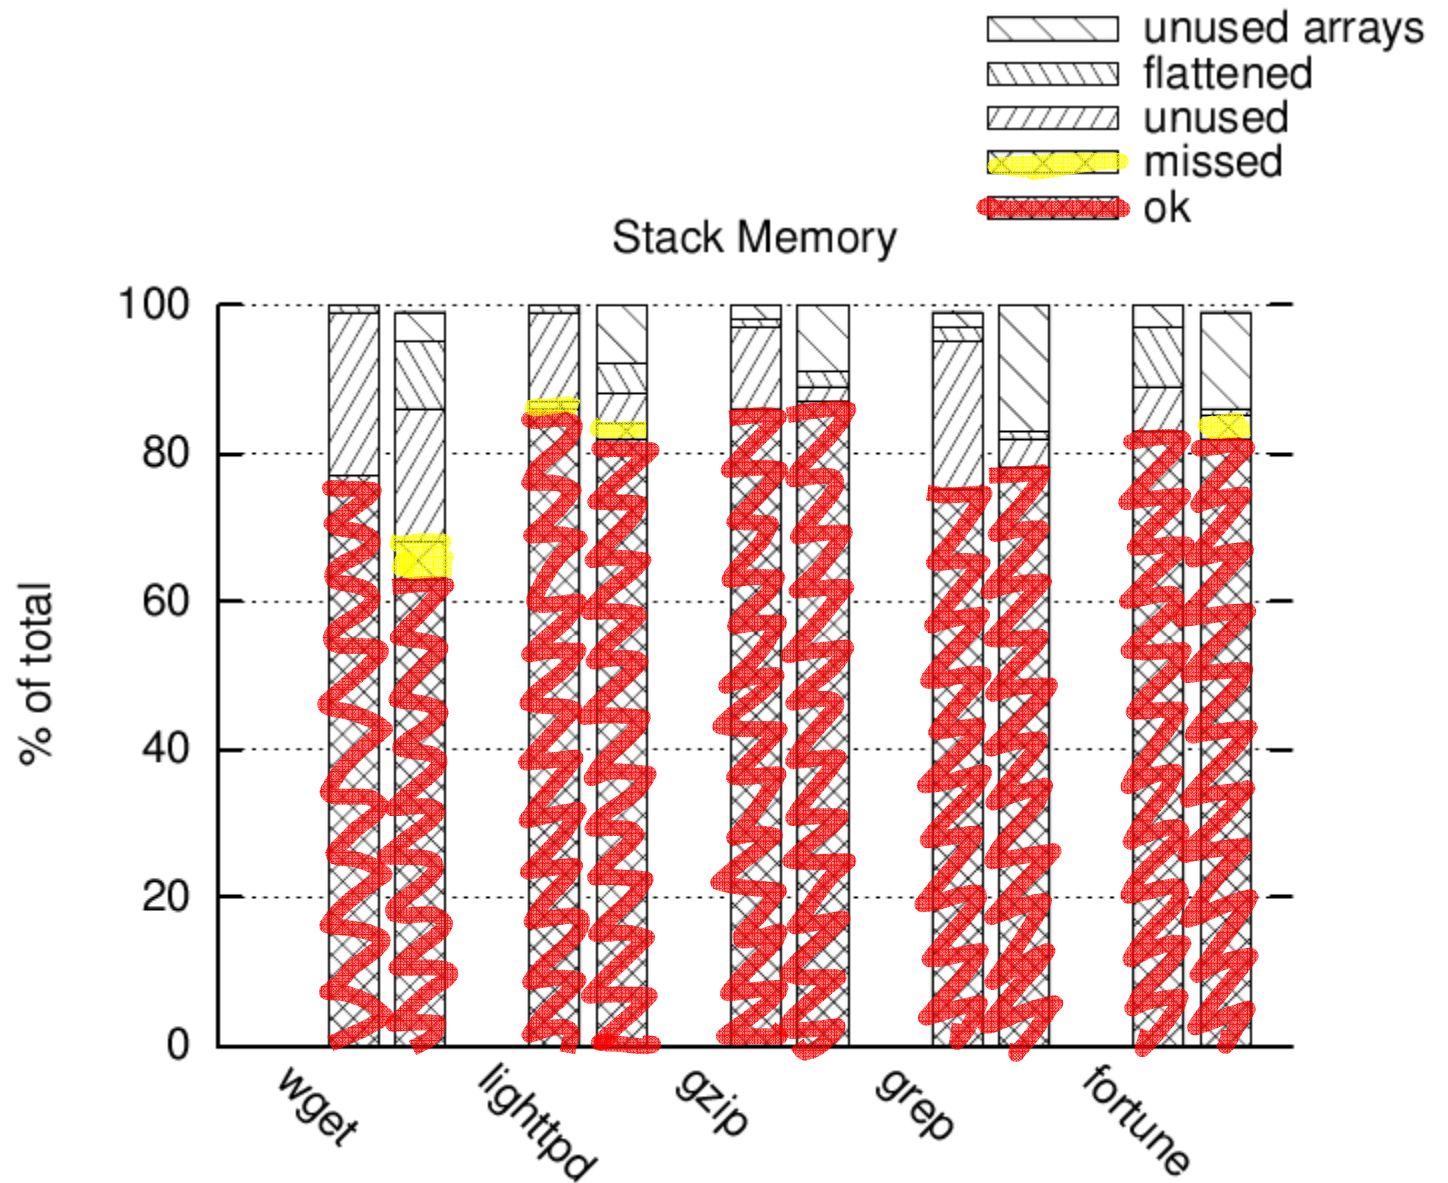 unused arrays
flattened
unused
missed
ok
Stack Memory
% of total
100
80
60
40
20
0
wget
lighttpd
gzip
grep
fortune